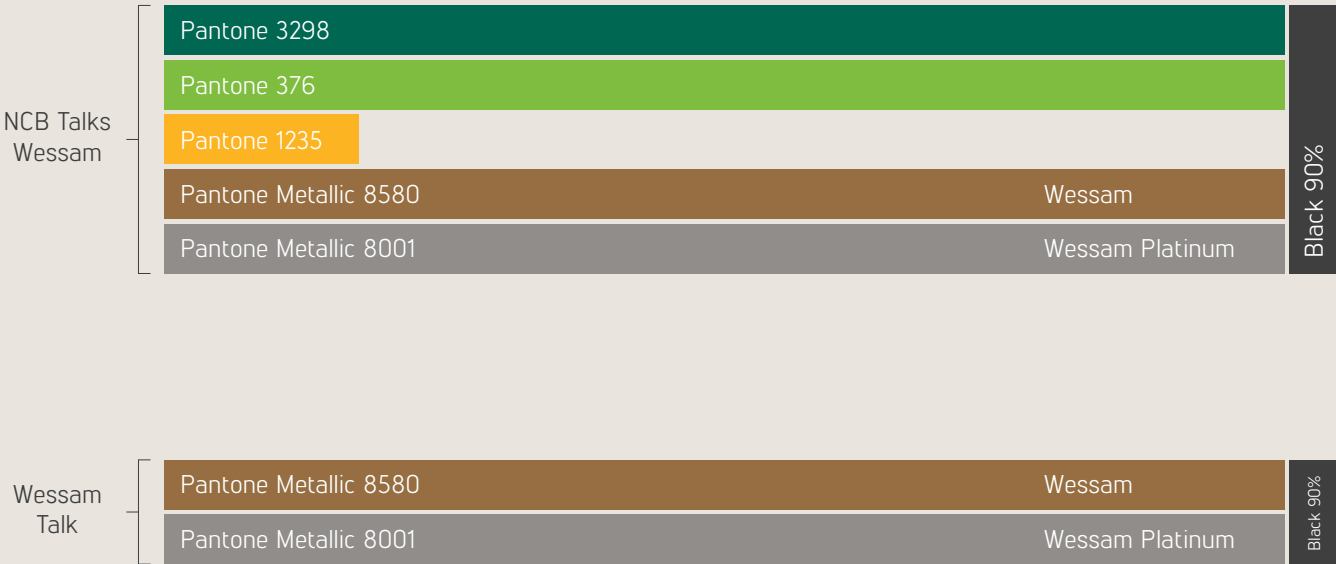 NCB Talks
Wessam
Pantone 3298
Pantone 376
Pantone 1235
Pantone Metallic 8580 Wessam
Pantone Metallic 8001 Wessam Platinum
Black 90%
Wessam
Talk
Pantone Metallic 8580 Wessam
Pantone Metallic 8001 Wessam Platinum
Black 90%